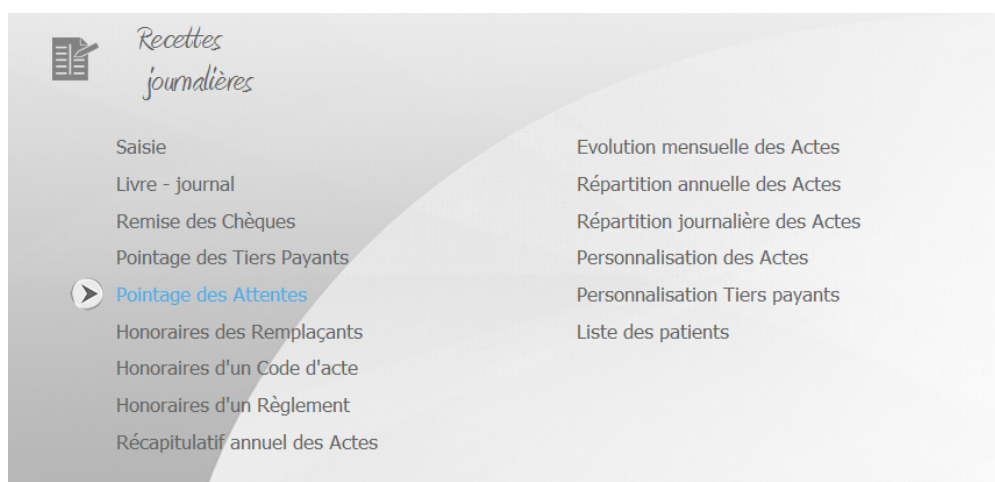 Recettes
journalières
Saisie
Livre - journal
Remise des Chèques
Pointage des Tiers Payants
Pointage des Attentes
Honoraires des Remplaçants
Honoraires d'un Code d'acte
Honoraires d'un Règlement
Récapitulatif annuel des Actes
Evolution mensuelle des Actes
Répartition annuelle des Actes
Répartition journalière des Actes
Personnalisation des Actes
Personnalisation Tiers payants
Liste des patients